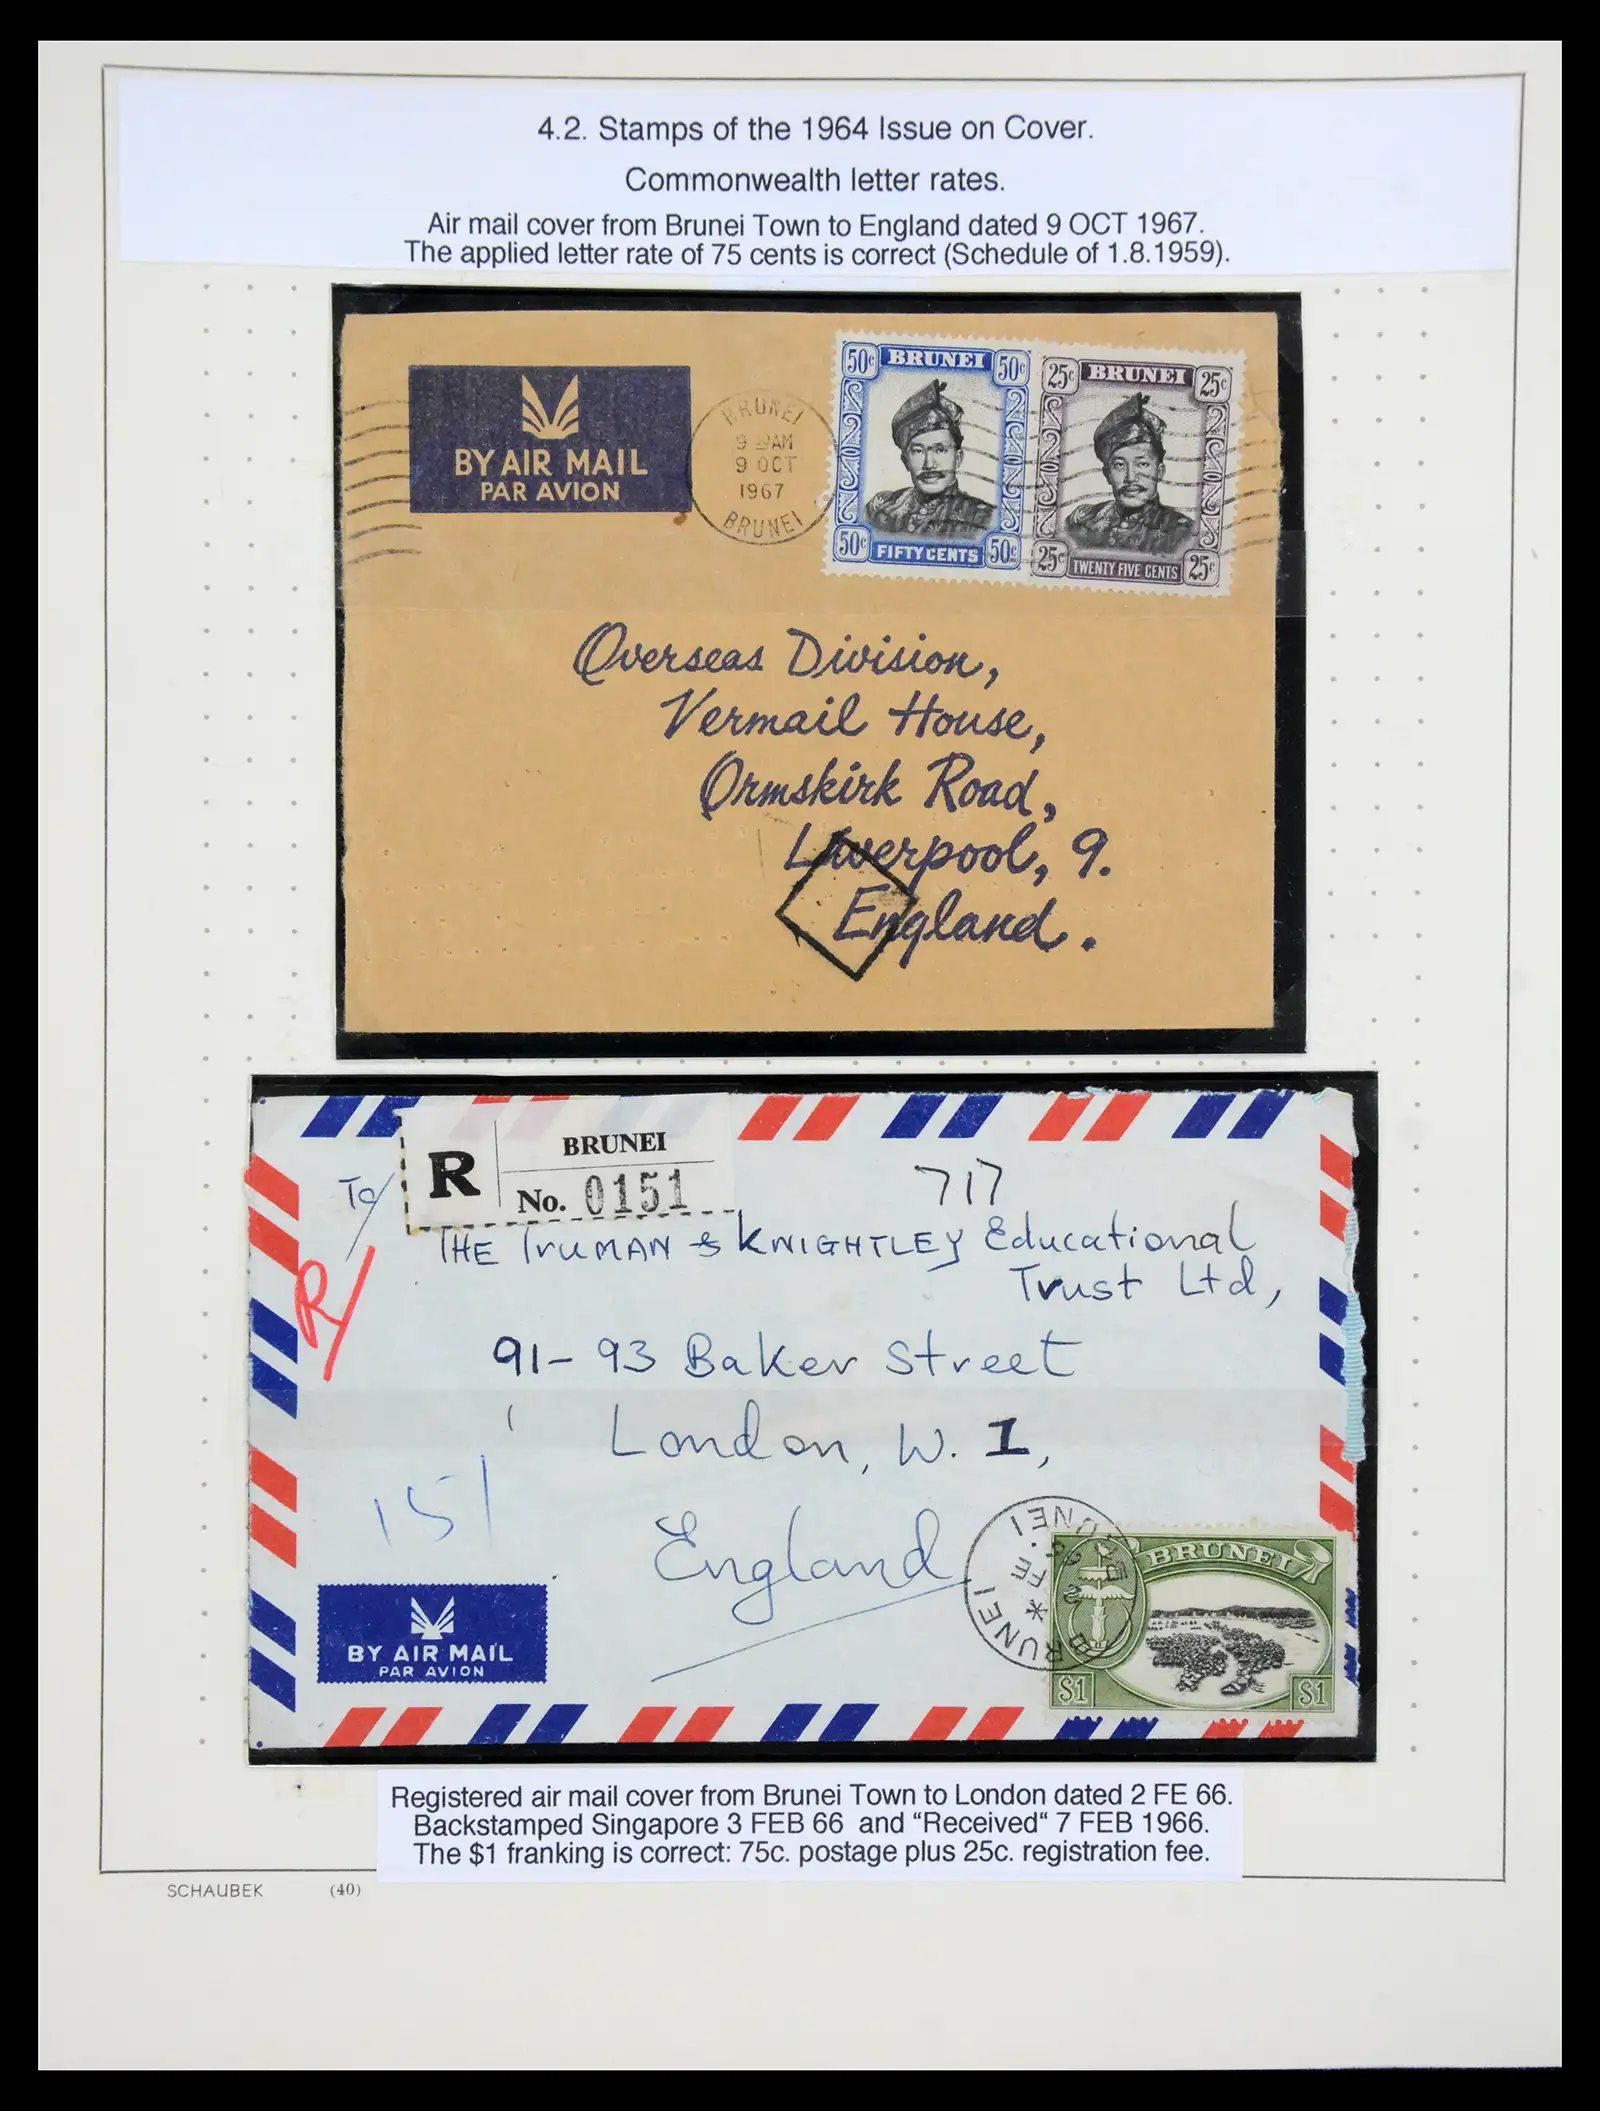 4.2. Stamps of the 1964 Issue on Cover.
Commonwealth letter rates.
Air mail cover from Brunei Town to England dated 9 OCT 1967.
The applied letter rate of 75 cents is correct (Schedule of 1.8.1959).
BY AIR MAIL
PAR AVION
BRUNEI
9 AM
9 OCT
1967
BRUNEI
50c BRUNEI 50c
50c FIFTY CENTS 50c
25c BRUNEI 25c
25c TWENTY FIVE CENTS 25c
Overseas Division,
Vermail House,
Ormskirk Road,
Liverpool, 9.
England.
R
BRUNEI
No. 0151
717
To/
R/
THE TRUMAN & KNIGHTLEY Educational
Trust Ltd,
91-93 Baker Street
London, W. 1,
England
151
BY AIR MAIL
PAR AVION
BRUNEI
2 FE
BRUNEI
BRUNEI
$1 $1
Registered air mail cover from Brunei Town to London dated 2 FE 66.
Backstamped Singapore 3 FEB 66 and “Received“ 7 FEB 1966.
The $1 franking is correct: 75c. postage plus 25c. registration fee.
SCHAUBEK (40)